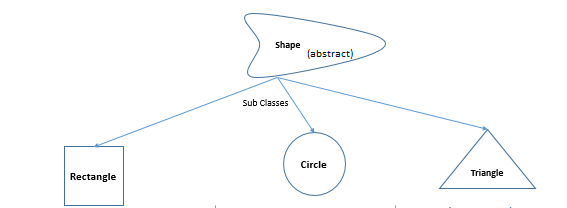 Shape
(abstract)
Sub Classes
Rectangle
Circle
Triangle